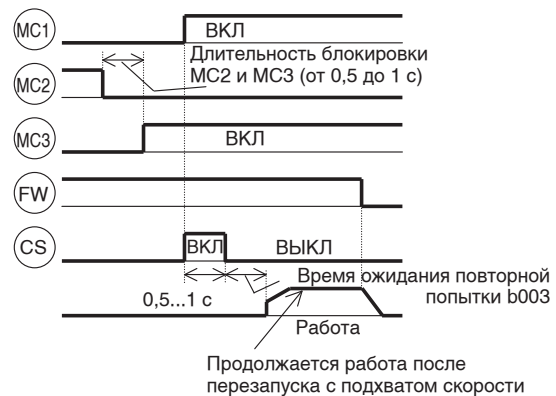 MC1
ВКЛ
Длительность блокировки
MC2 и MC3 (от 0,5 до 1 с)
MC2
MC3
ВКЛ
FW
CS
ВКЛ
ВЫКЛ
Время ожидания повторной
попытки b003
0,5...1 с
Работа
Продолжается работа после
перезапуска с подхватом скорости